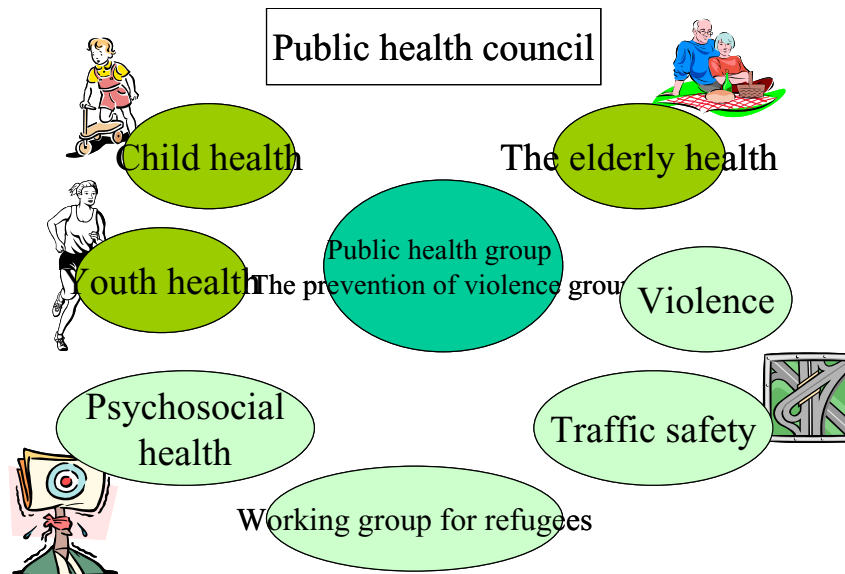 Public health council
Child health
The elderly health
Public health group
Youth health
The prevention of violence grou
Violence
Psychosocial
health
Traffic safety
Working group for refugees